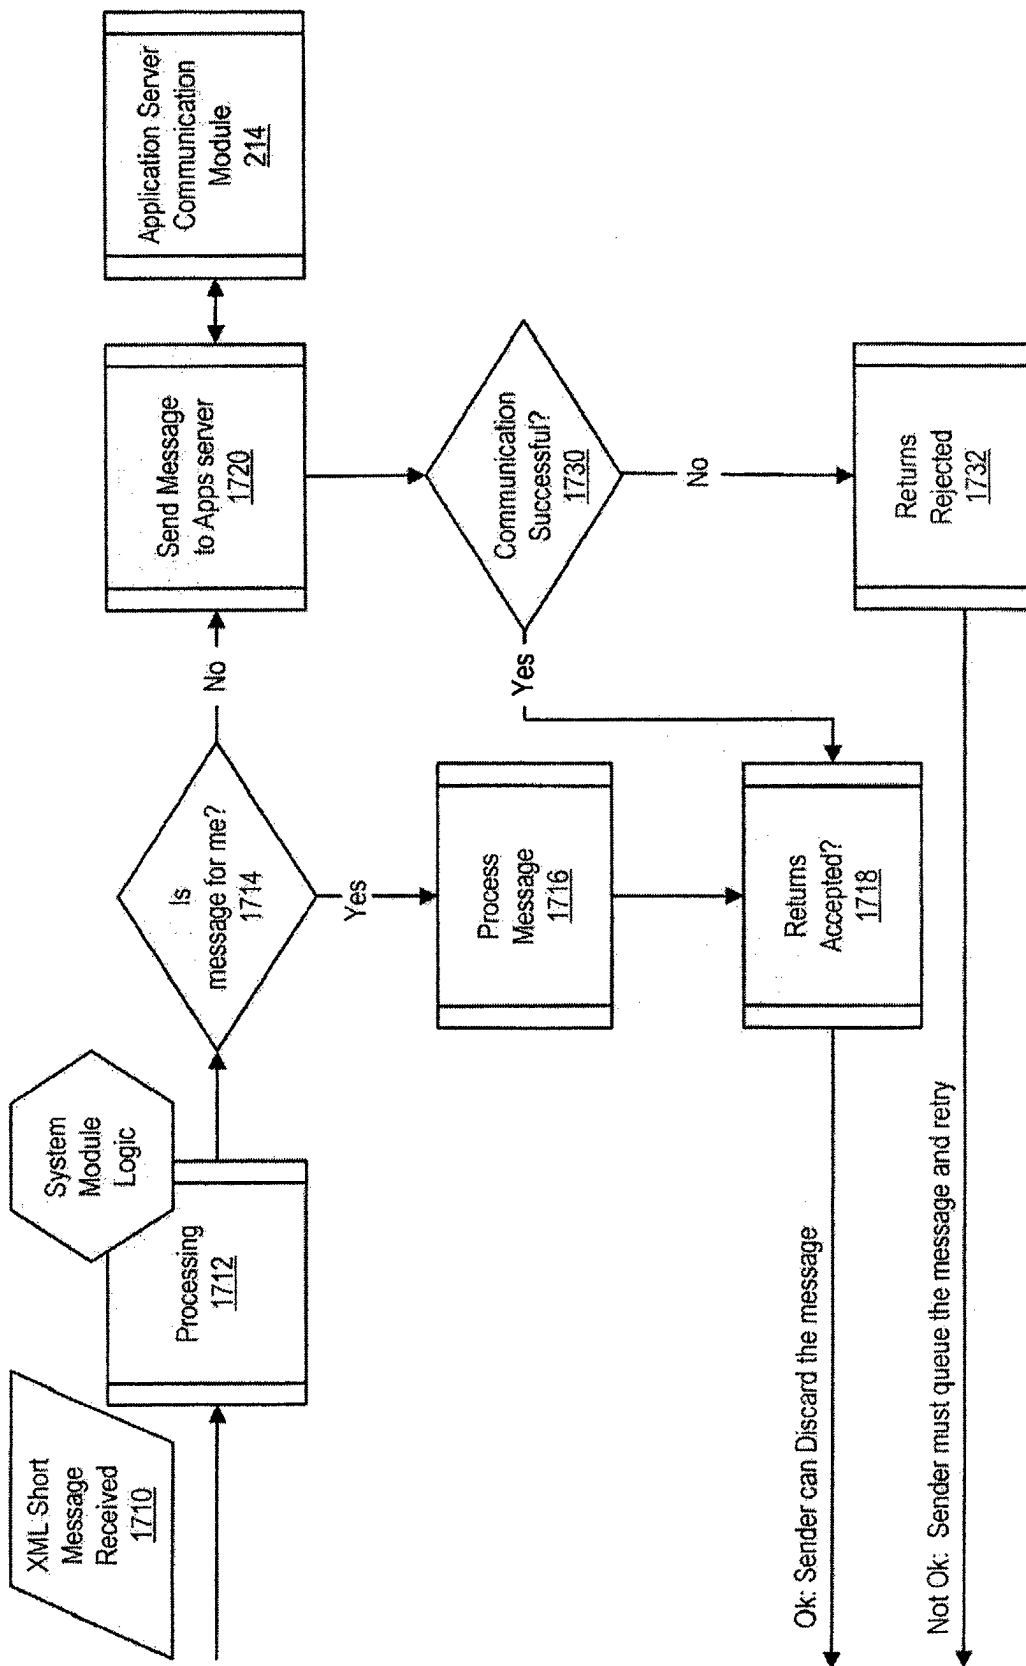 XML Short
Message
Received
1710
System
Module
Logic
Processing
1712
Is
message for me?
1714
No
Yes
Send Message
to Apps server
1720
Application Server
Communication
Module
214
Process
Message
1716
Communication
Successful?
1730
Yes
No
Returns
Accepted?
1718
Returns
Rejected
1732
Ok: Sender can Discard the message
Not Ok: Sender must queue the message and retry